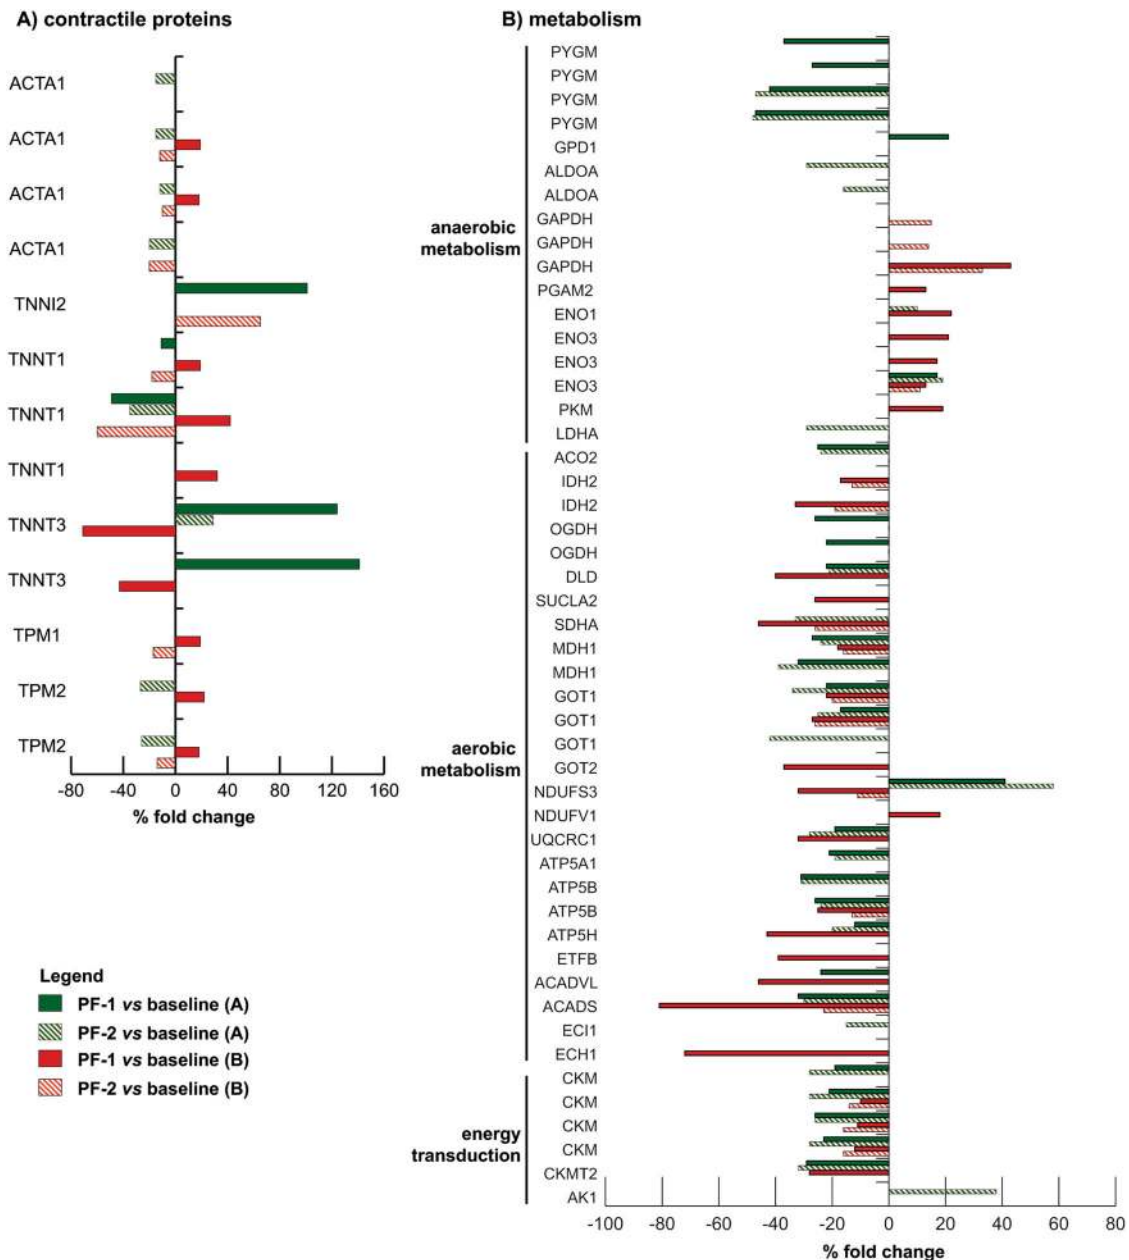 A) contractile proteins
ACTA1
ACTA1
ACTA1
ACTA1
TNNI2
TNNT1
TNNT1
TNNT1
TNNT3
TNNT3
TPM1
TPM2
TPM2
-80 -40 0 40 80 120 160
% fold change
Legend
PF-1 vs baseline (A)
PF-2 vs baseline (A)
PF-1 vs baseline (B)
PF-2 vs baseline (B)
B) metabolism
anaerobic
metabolism
PYGM
PYGM
PYGM
PYGM
GPD1
ALDOA
ALDOA
GAPDH
GAPDH
GAPDH
PGAM2
ENO1
ENO3
ENO3
ENO3
PKM
LDHA
aerobic
metabolism
ACO2
IDH2
IDH2
OGDH
OGDH
DLD
SUCLA2
SDHA
MDH1
MDH1
GOT1
GOT1
GOT1
GOT2
NDUFS3
NDUFV1
UQCRC1
ATP5A1
ATP5B
ATP5B
ATP5H
ETFB
ACADVL
ACADS
ECI1
ECH1
energy
transduction
CKM
CKM
CKM
CKM
CKMT2
AK1
-100 -80 -60 -40 -20 0 20 40 60 80
% fold change